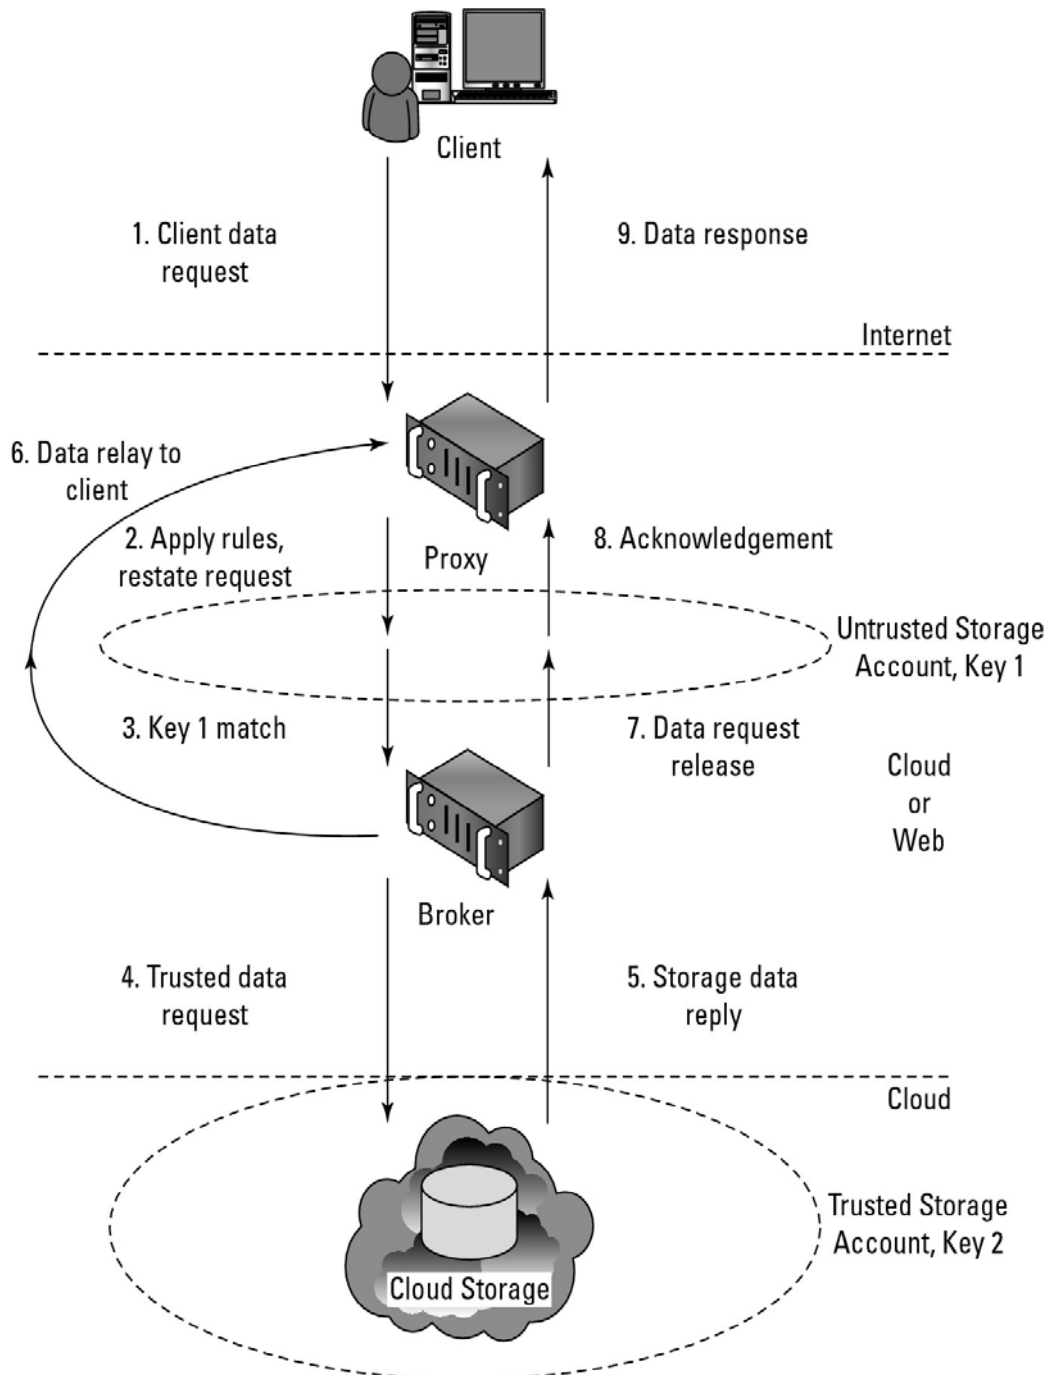 Client
1. Client data
request
9. Data response
Internet
6. Data relay to
client
2. Apply rules,
restate request
Proxy
8. Acknowledgement
Untrusted Storage
Account, Key 1
3. Key 1 match
7. Data request
release
Cloud
or
Web
Broker
4. Trusted data
request
5. Storage data
reply
Cloud
Trusted Storage
Account, Key 2
Cloud Storage